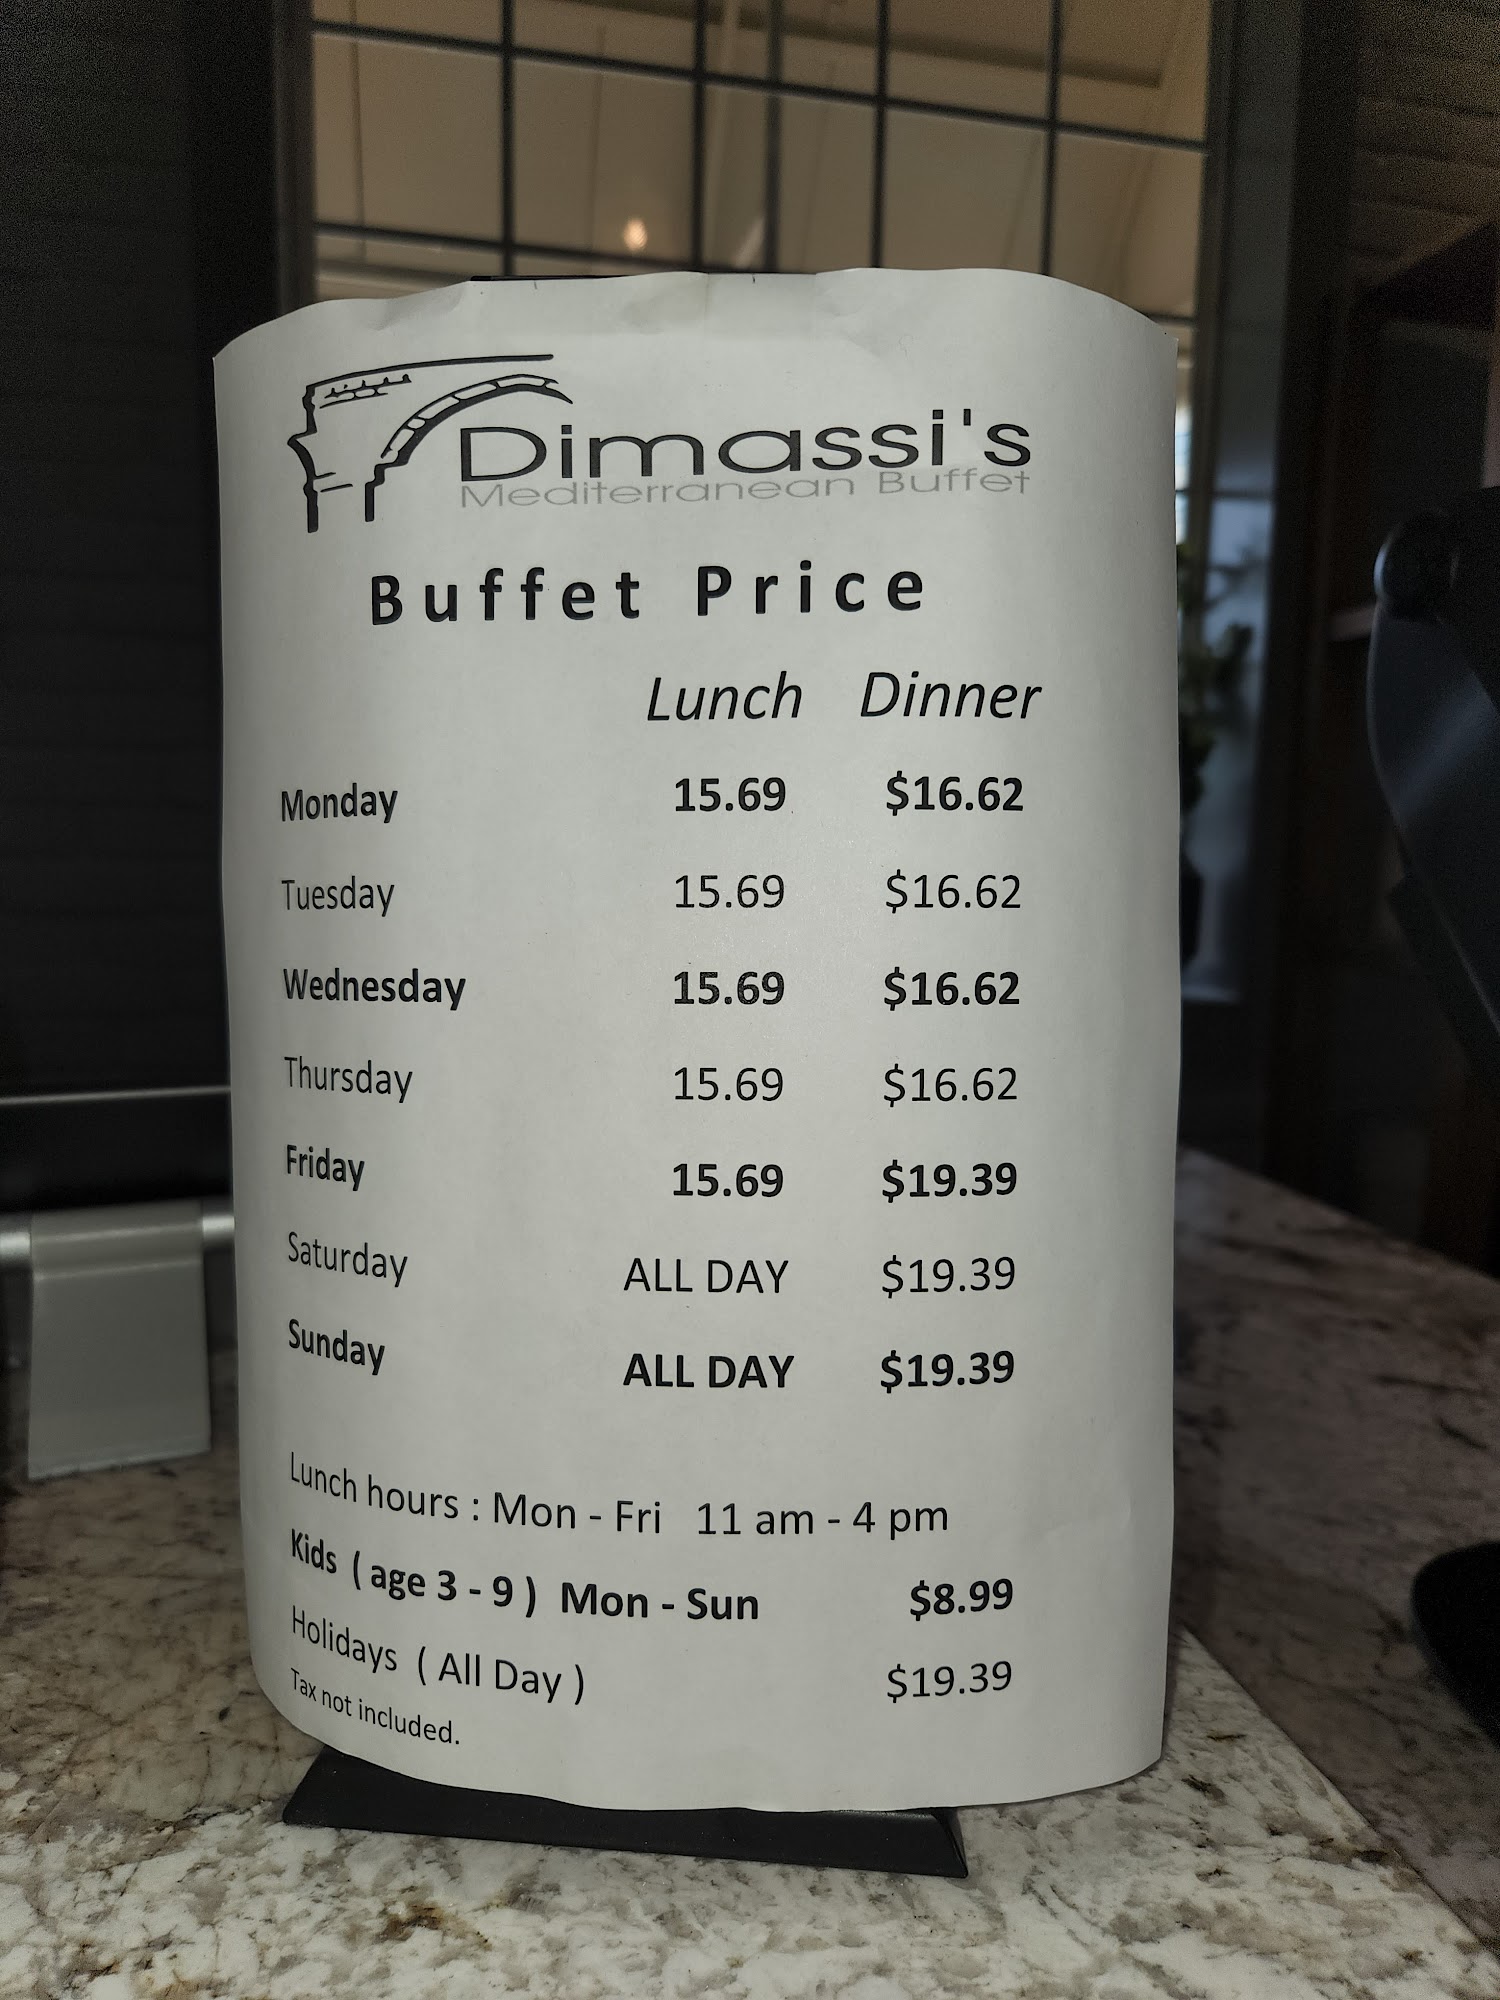 Dimassi's
Mediterranean Buffet
Buffet Price
Lunch Dinner
Monday 15.69 $16.62
Tuesday 15.69 $16.62
Wednesday 15.69 $16.62
Thursday 15.69 $16.62
Friday 15.69 $19.39
Saturday ALL DAY $19.39
Sunday ALL DAY $19.39
Lunch hours : Mon - Fri 11 am - 4 pm
Kids ( age 3 - 9 ) Mon - Sun $8.99
Holidays ( All Day ) $19.39
Tax not included.